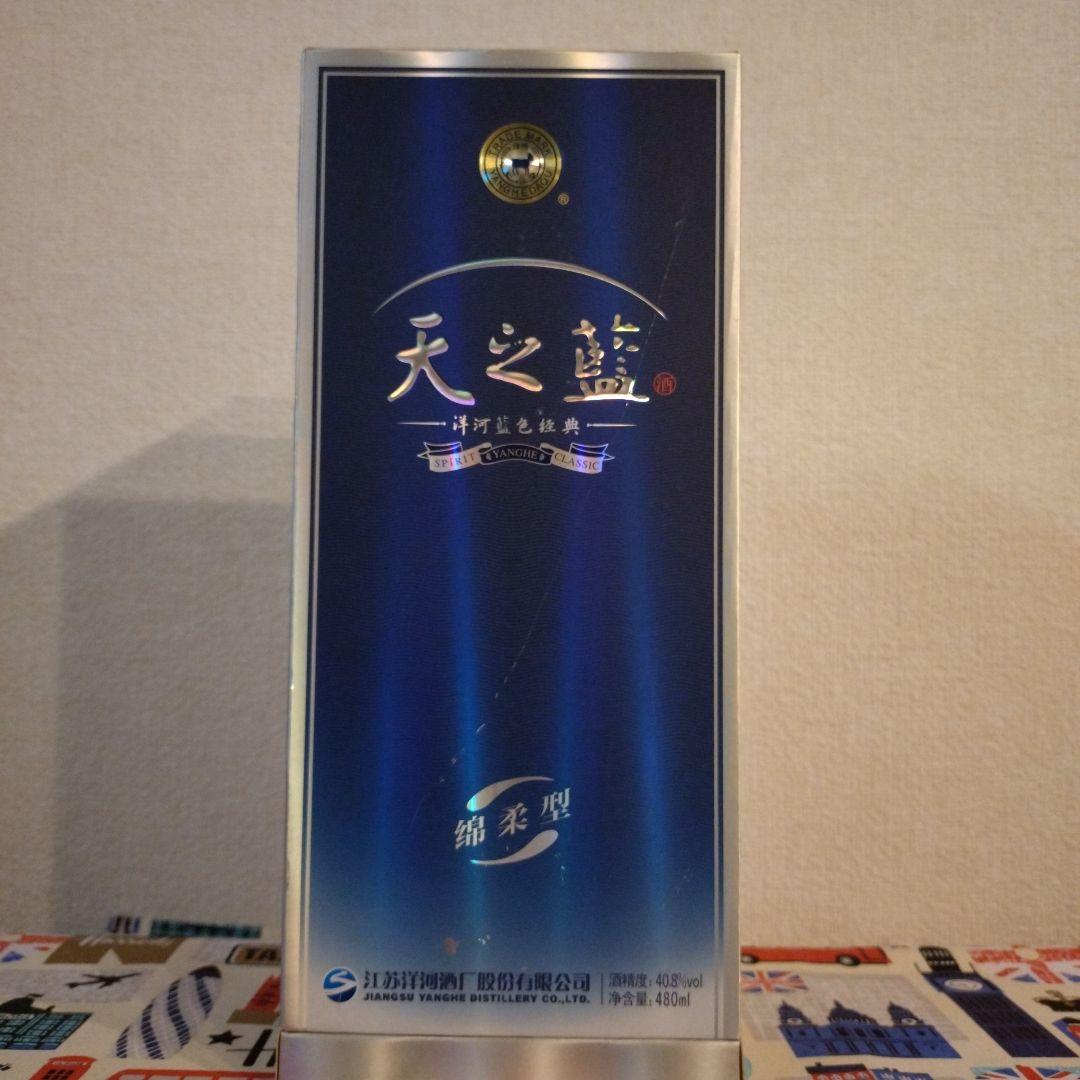 TRADE MARK
YANGHEDAQU
®
天之藍
酒
洋河蓝色经典
SPIRIT YANGHE CLASSIC
绵柔型
江苏洋河酒厂股份有限公司
JIANGSU YANGHE DISTILLERY CO.,LTD.
酒精度: 40.8%vol
净含量: 480ml